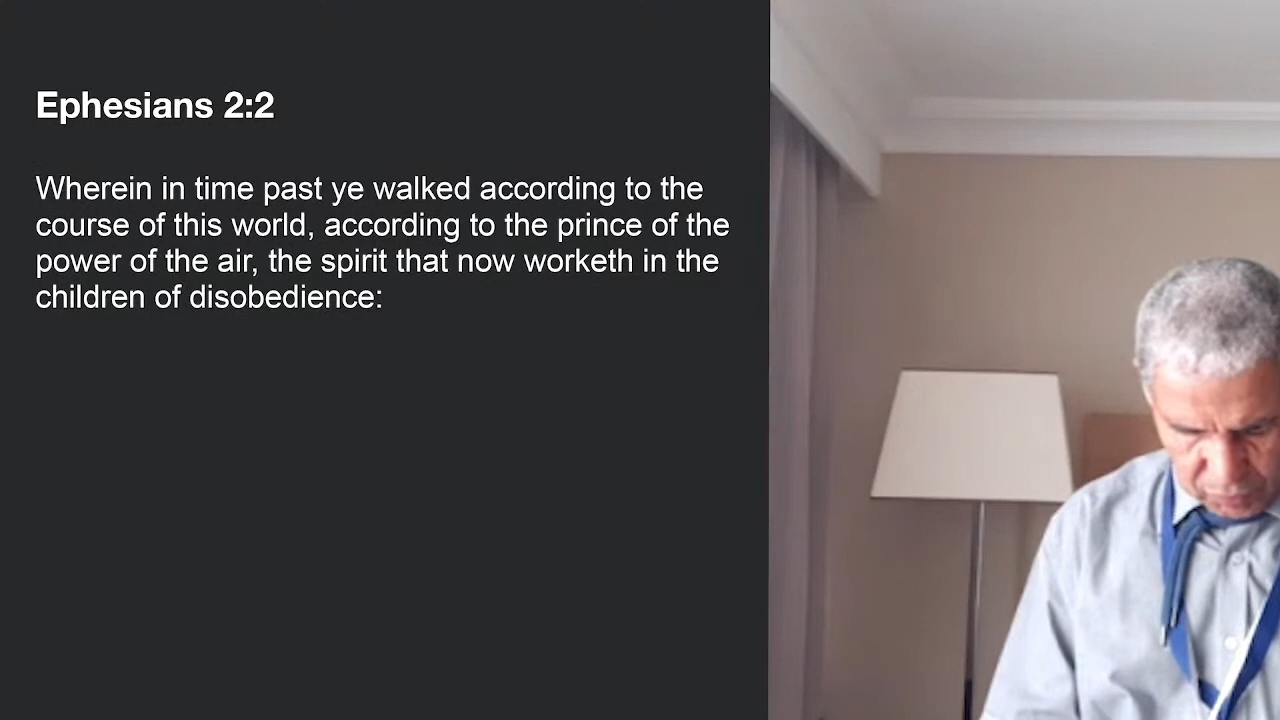 Ephesians 2:2
Wherein in time past ye walked according to the
course of this world, according to the prince of the
power of the air, the spirit that now worketh in the
children of disobedience: